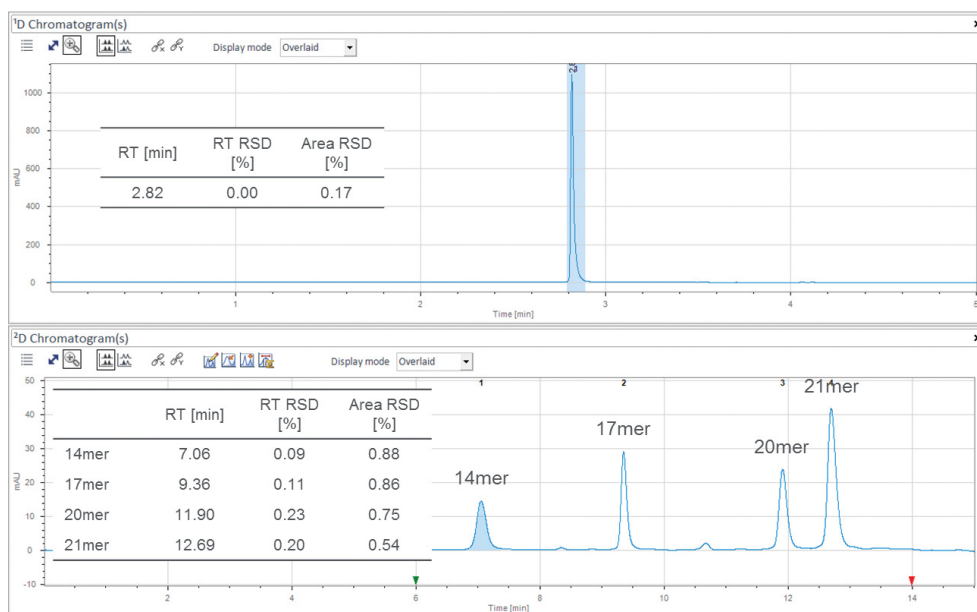 ¹D Chromatogram(s)
Display mode Overlaid
mAU
1000
800
600
400
200
0
RT [min] RT RSD [%] Area RSD [%]
2.82 0.00 0.17
1 2 3 4 5
Time [min]
²D Chromatogram(s)
Display mode Overlaid
mAU
50
40
30
20
10
0
-10
RT [min] RT RSD [%] Area RSD [%]
14mer 7.06 0.09 0.88
17mer 9.36 0.11 0.86
20mer 11.90 0.23 0.75
21mer 12.69 0.20 0.54
1 2 3
14mer
17mer
20mer
21mer
2 4 6 8 10 12 14
Time [min]